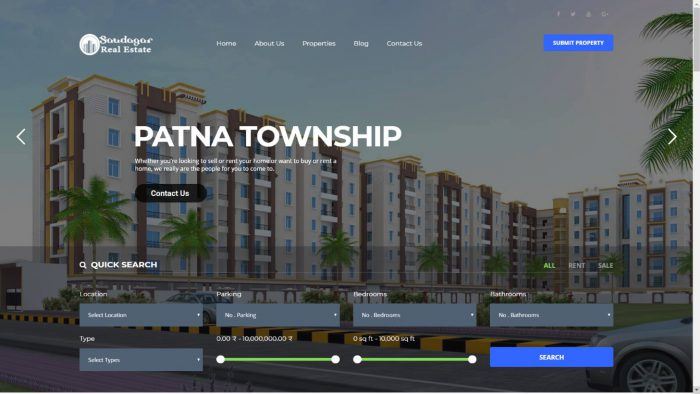 Saudagar
Real Estate
Home
About Us
Properties
Blog
Contact Us
SUBMIT PROPERTY
PATNA TOWNSHIP
Whether you're looking to sell or rent your home or want to buy or rent a
home, we really are the people for you to come to.
Contact Us
QUICK SEARCH
ALL
RENT
SALE
Location
Parking
Bedrooms
Bathrooms
Select Location
No . Parking
No . Bedrooms
No . Bathrooms
Type
0.00 ₹ - 10,000,000.00 ₹
0 sq ft - 10,000 sq ft
Select Types
SEARCH